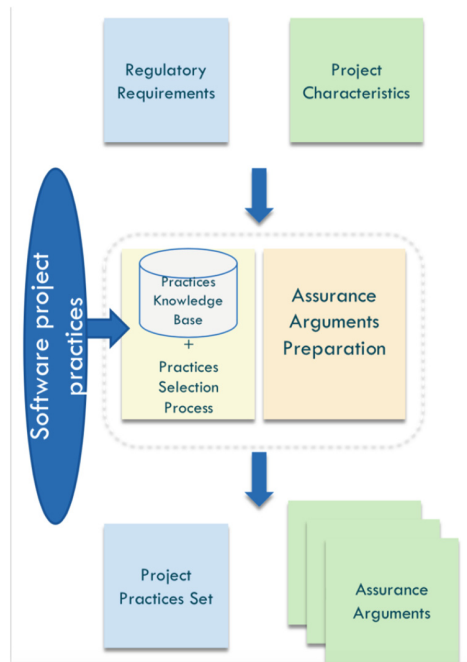 Regulatory
Requirements
Project
Characteristics
Software project
practices
Practices
Knowledge
Base
+
Practices
Selection
Process
Assurance
Arguments
Preparation
Project
Practices Set
Assurance
Arguments